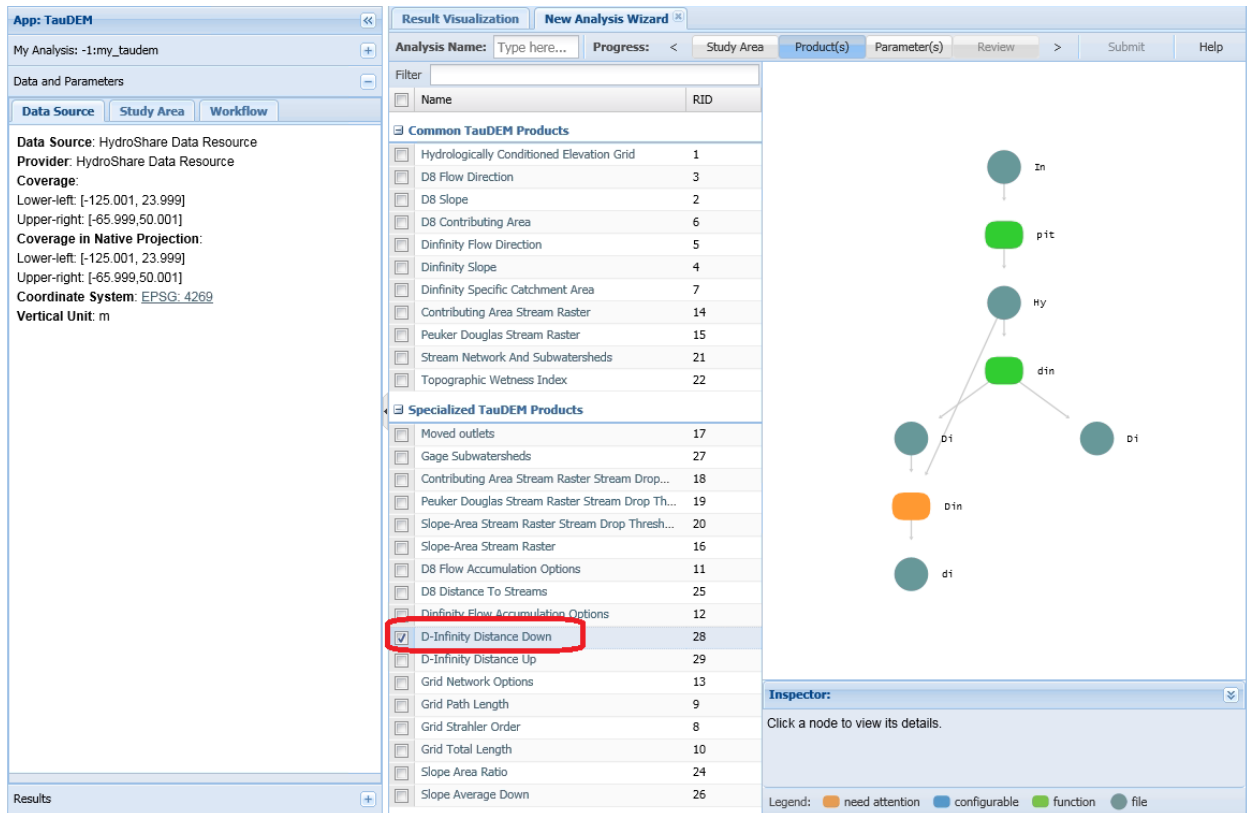 App: TauDEM
My Analysis: -1:my_taudem
Data and Parameters
Data Source Study Area Workflow
Data Source: HydroShare Data Resource
Provider: HydroShare Data Resource
Coverage:
Lower-left: [-125.001, 23.999]
Upper-right: [-65.999,50.001]
Coverage in Native Projection:
Lower-left: [-125.001, 23.999]
Upper-right: [-65.999,50.001]
Coordinate System: EPSG: 4269
Vertical Unit: m
Results
Result Visualization New Analysis Wizard
Analysis Name: Type here... Progress: < Study Area Product(s) Parameter(s) Review > Submit Help
Filter
Name RID
Common TauDEM Products
Hydrologically Conditioned Elevation Grid 1
D8 Flow Direction 3
D8 Slope 2
D8 Contributing Area 6
Dinfinity Flow Direction 5
Dinfinity Slope 4
Dinfinity Specific Catchment Area 7
Contributing Area Stream Raster 14
Peuker Douglas Stream Raster 15
Stream Network And Subwatersheds 21
Topographic Wetness Index 22
Specialized TauDEM Products
Moved outlets 17
Gage Subwatersheds 27
Contributing Area Stream Raster Stream Drop... 18
Peuker Douglas Stream Raster Stream Drop Th... 19
Slope-Area Stream Raster Stream Drop Thresh... 20
Slope-Area Stream Raster 16
D8 Flow Accumulation Options 11
D8 Distance To Streams 25
Dinfinity Flow Accumulation Options 12
D-Infinity Distance Down 28
D-Infinity Distance Up 29
Grid Network Options 13
Grid Path Length 9
Grid Strahler Order 8
Grid Total Length 10
Slope Area Ratio 24
Slope Average Down 26
In
pit
Hy
din
Di Di
Din
di
Inspector:
Click a node to view its details.
Legend: need attention configurable function file